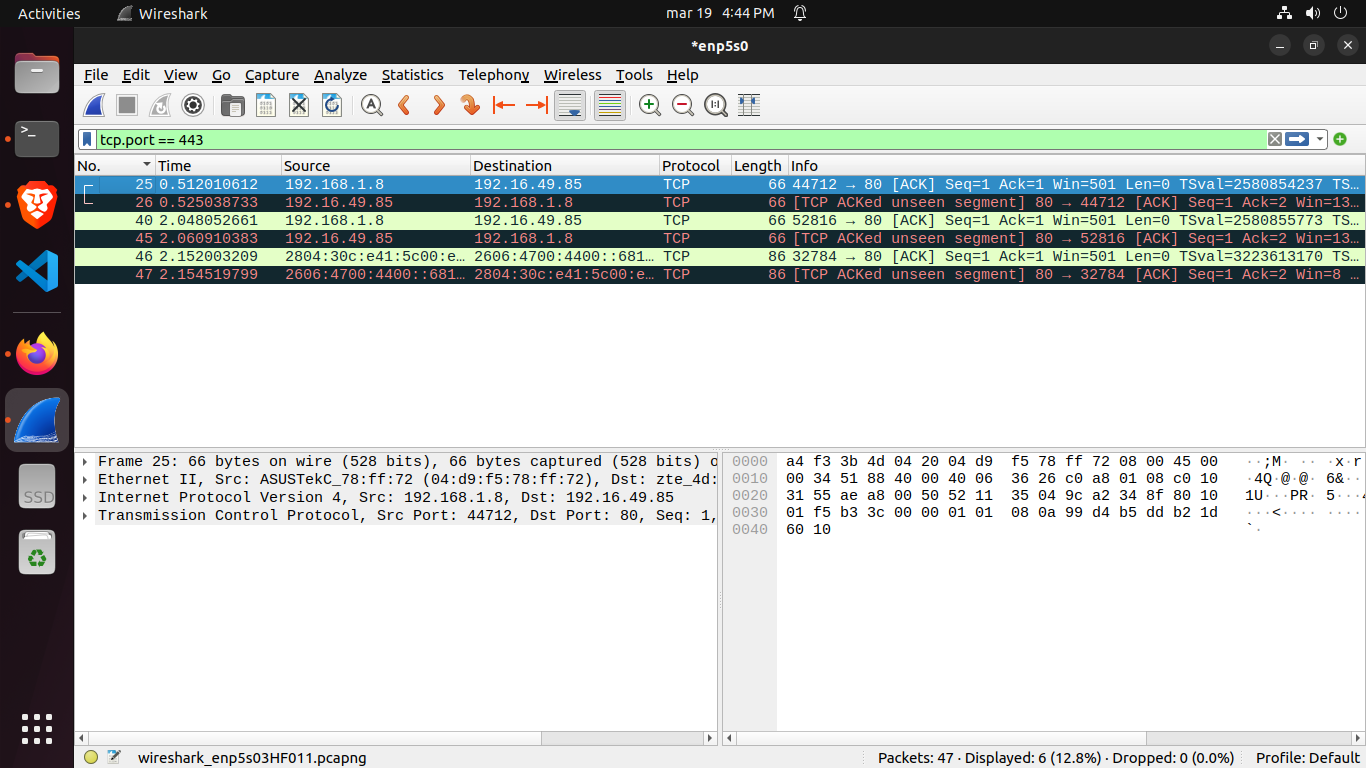 Activities Wireshark mar 19 4:44 PM
*enp5s0
File Edit View Go Capture Analyze Statistics Telephony Wireless Tools Help
tcp.port == 443
No. Time Source Destination Protocol Length Info
25 0.512010612 192.168.1.8 192.16.49.85 TCP 66 44712 → 80 [ACK] Seq=1 Ack=1 Win=501 Len=0 TSval=2580854237 TS…
26 0.525038733 192.16.49.85 192.168.1.8 TCP 66 [TCP ACKed unseen segment] 80 → 44712 [ACK] Seq=1 Ack=2 Win=13…
40 2.048052661 192.168.1.8 192.16.49.85 TCP 66 52816 → 80 [ACK] Seq=1 Ack=1 Win=501 Len=0 TSval=2580855773 TS…
45 2.060910383 192.16.49.85 192.168.1.8 TCP 66 [TCP ACKed unseen segment] 80 → 52816 [ACK] Seq=1 Ack=2 Win=13…
46 2.152003209 2804:30c:e41:5c00:e… 2606:4700:4400::681… TCP 86 32784 → 80 [ACK] Seq=1 Ack=1 Win=501 Len=0 TSval=3223613170 TS…
47 2.154519799 2606:4700:4400::681… 2804:30c:e41:5c00:e… TCP 86 [TCP ACKed unseen segment] 80 → 32784 [ACK] Seq=1 Ack=2 Win=8 …
Frame 25: 66 bytes on wire (528 bits), 66 bytes captured (528 bits) o
Ethernet II, Src: ASUSTekC_78:ff:72 (04:d9:f5:78:ff:72), Dst: zte_4d:
Internet Protocol Version 4, Src: 192.168.1.8, Dst: 192.16.49.85
Transmission Control Protocol, Src Port: 44712, Dst Port: 80, Seq: 1,
0000 a4 f3 3b 4d 04 20 04 d9 f5 78 ff 72 08 00 45 00 ··;M· ·· ·x·r
0010 00 34 51 88 40 00 40 06 36 26 c0 a8 01 08 c0 10 ·4Q·@·@· 6&··
0020 31 55 ae a8 00 50 52 11 35 04 9c a2 34 8f 80 10 1U···PR· 5···4
0030 01 f5 b3 3c 00 00 01 01 08 0a 99 d4 b5 dd b2 1d ···<···· ····
0040 60 10 `·
SSD
wireshark_enp5s03HF011.pcapng Packets: 47 · Displayed: 6 (12.8%) · Dropped: 0 (0.0%) Profile: Default